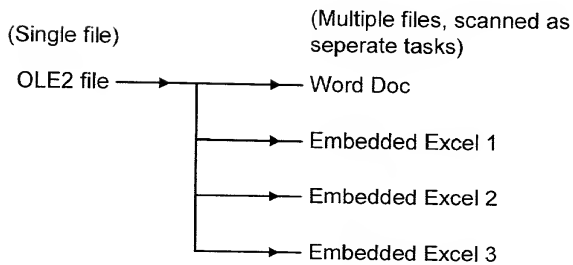 (Single file)
(Multiple files, scanned as
seperate tasks)
OLE2 file
Word Doc
Embedded Excel 1
Embedded Excel 2
Embedded Excel 3